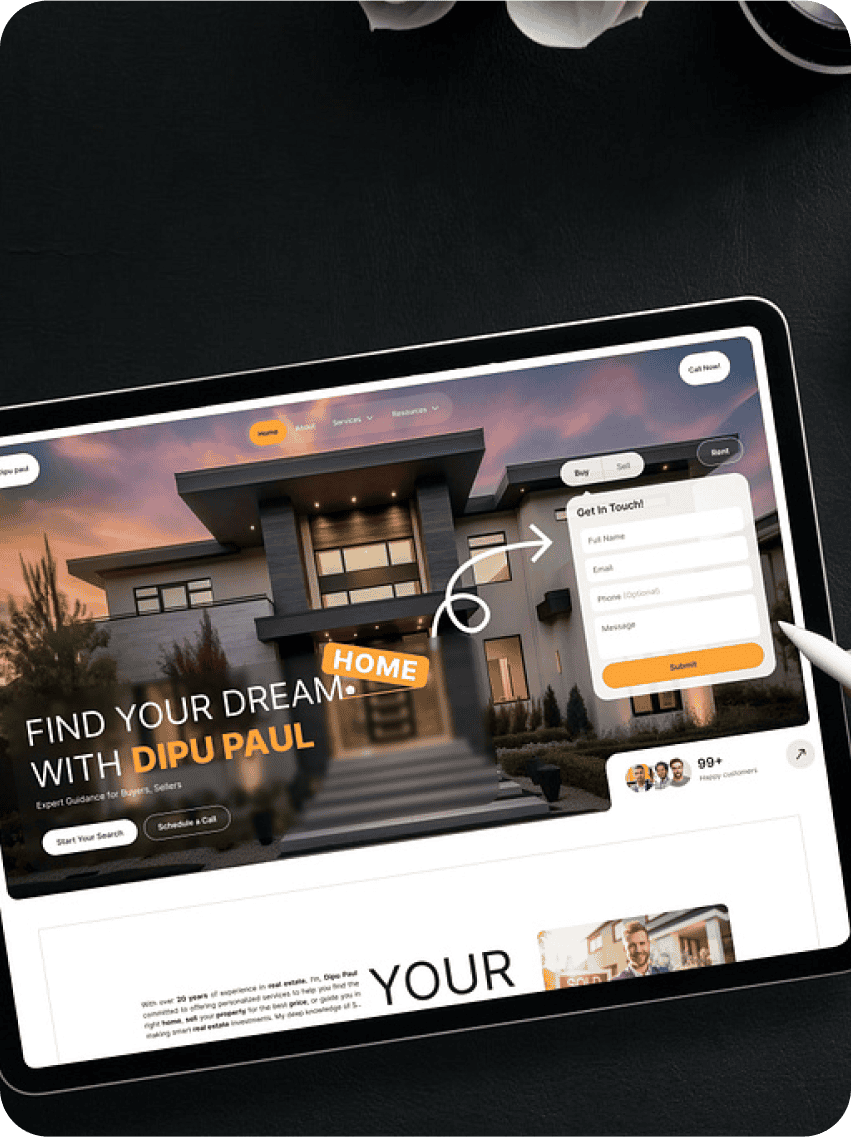 Call Now!
Home
About
Services
Resources
Dipu paul
Buy
Sell
Rent
Get In Touch!
Full Name
Email
Phone (Optional)
Message
Submit
HOME
FIND YOUR DREAM
WITH DIPU PAUL
Expert Guidance for Buyers, Sellers
Start Your Search
Schedule a Call
99+
Happy customers
With over 20 years of experience in real estate, I'm, Dipu Paul
committed to offering personalized services to help you find the
right home, sell your property for the best price, or guide you in
making smart real estate investments. My deep knowledge of S...
YOUR
SOLD